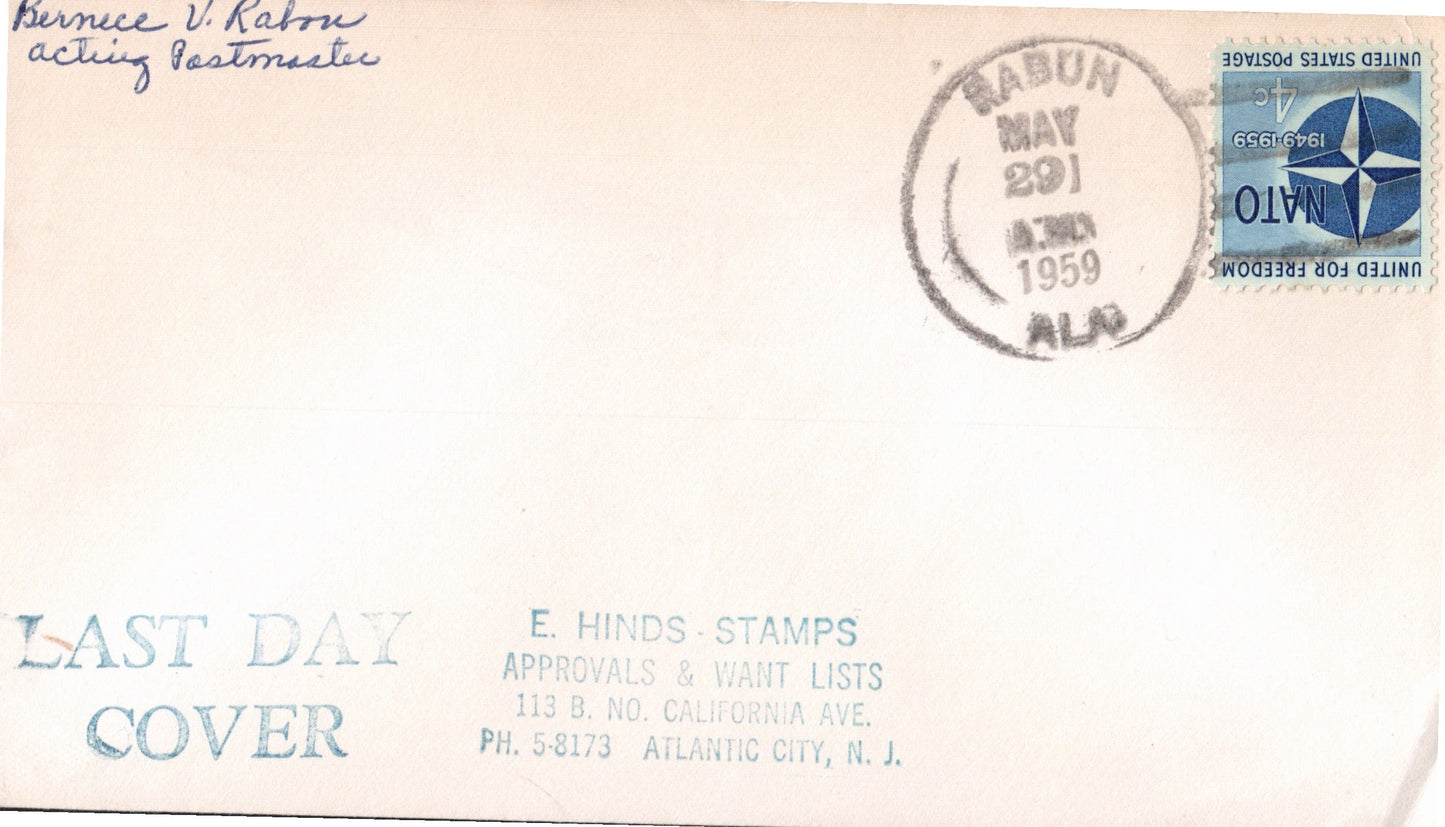 Bernece V. Rabon
Acting Postmaster
RABUN
MAY
29
A.M.
1959
ALA
UNITED STATES POSTAGE
4c
1949-1959
NATO
UNITED FOR FREEDOM
LAST DAY
COVER
E. HINDS - STAMPS
APPROVALS & WANT LISTS
113 B. NO. CALIFORNIA AVE.
PH. 5-8173 ATLANTIC CITY, N. J.